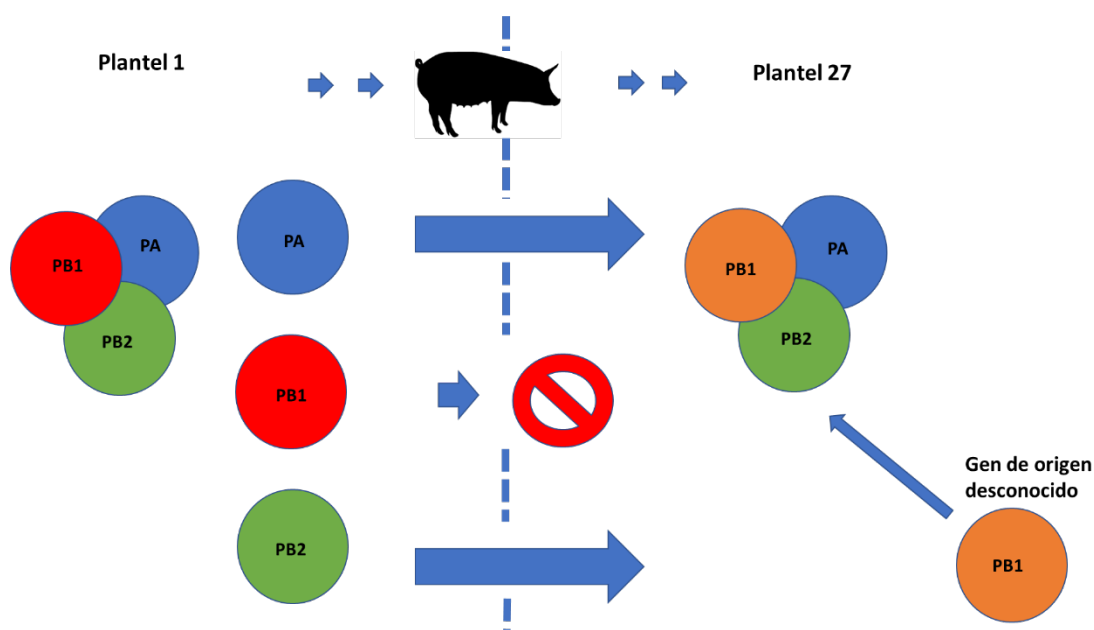 Plantel 1
Plantel 27
PA
PB1
PB2
PA
PB1
PB2
PA
PB1
PB2
Gen de origen
desconocido
PB1